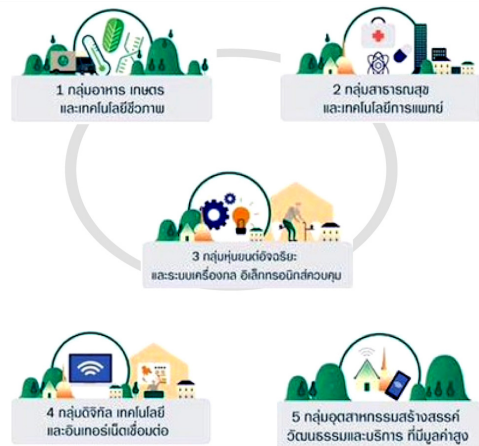 1 กลุ่มอาหาร เกษตร
และเทคโนโลยีชีวภาพ
2 กลุ่มสาธารณสุข
และเทคโนโลยีการแพทย์
3 กลุ่มหุ่นยนต์อัจฉริยะ
และระบบเครื่องกล อิเล็กทรอนิกส์ควบคุม
4 กลุ่มดิจิทัล เทคโนโลยี
และอินเทอร์เน็ตเชื่อมต่อ
5 กลุ่มอุตสาหกรรมสร้างสรรค์
วัฒนธรรมและบริการ ที่มีมูลค่าสูง